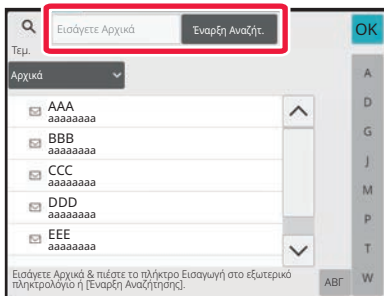 Εισάγετε Αρχικά
Έναρξη Αναζήτ.
OK
Τεμ.
Αρχικά
AAA
aaaaaaaa
BBB
aaaaaaaa
CCC
aaaaaaaa
DDD
aaaaaaaa
EEE
aaaaaaaa
A
D
G
J
M
P
T
W
ΑΒΓ
Εισάγετε Αρχικά & πιέστε το πλήκτρο Εισαγωγή στο εξωτερικό
πληκτρολόγιο ή [Έναρξη Αναζήτησης].